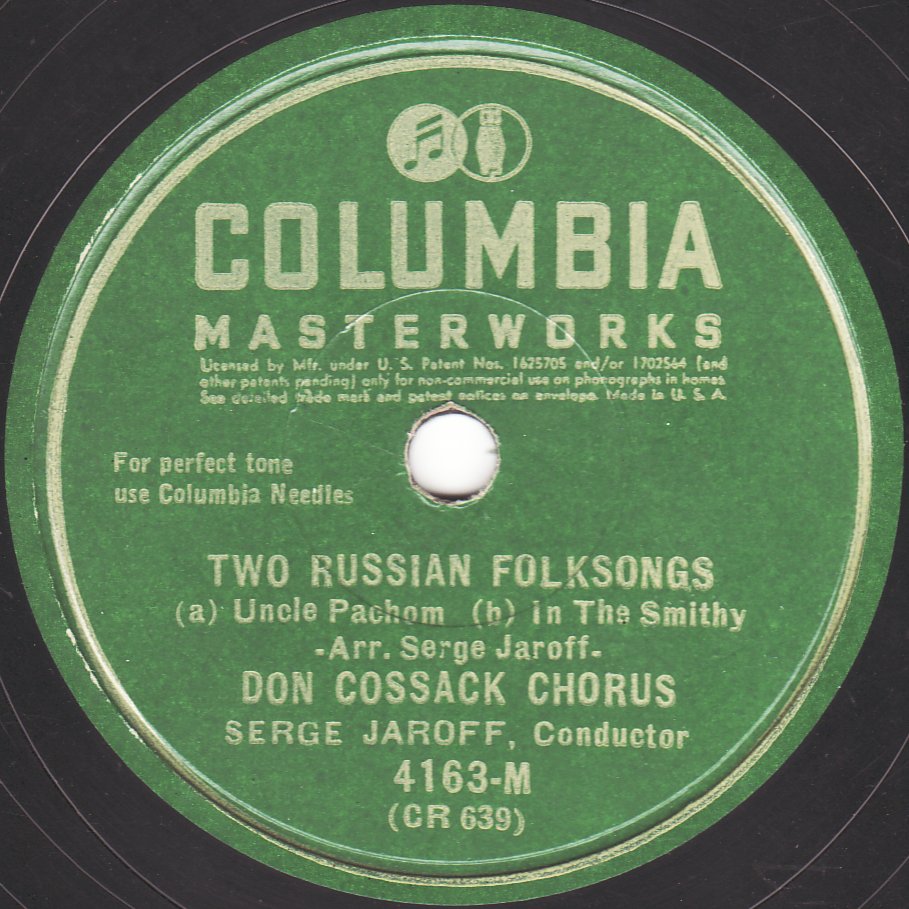 COLUMBIA
MASTERWORKS
Licensed by Mfr. under U. S. Patent Nos. 1625705 and/or 1702564 (and
other patents pending) only for non-commercial use on phonographs in homes.
See detailed trade mark and patent notices on envelope. Made in U. S. A.
For perfect tone
use Columbia Needles
TWO RUSSIAN FOLKSONGS
(a) Uncle Pachom (b) In The Smithy
-Arr. Serge Jaroff-
DON COSSACK CHORUS
SERGE JAROFF, Conductor
4163-M
(CR 639)